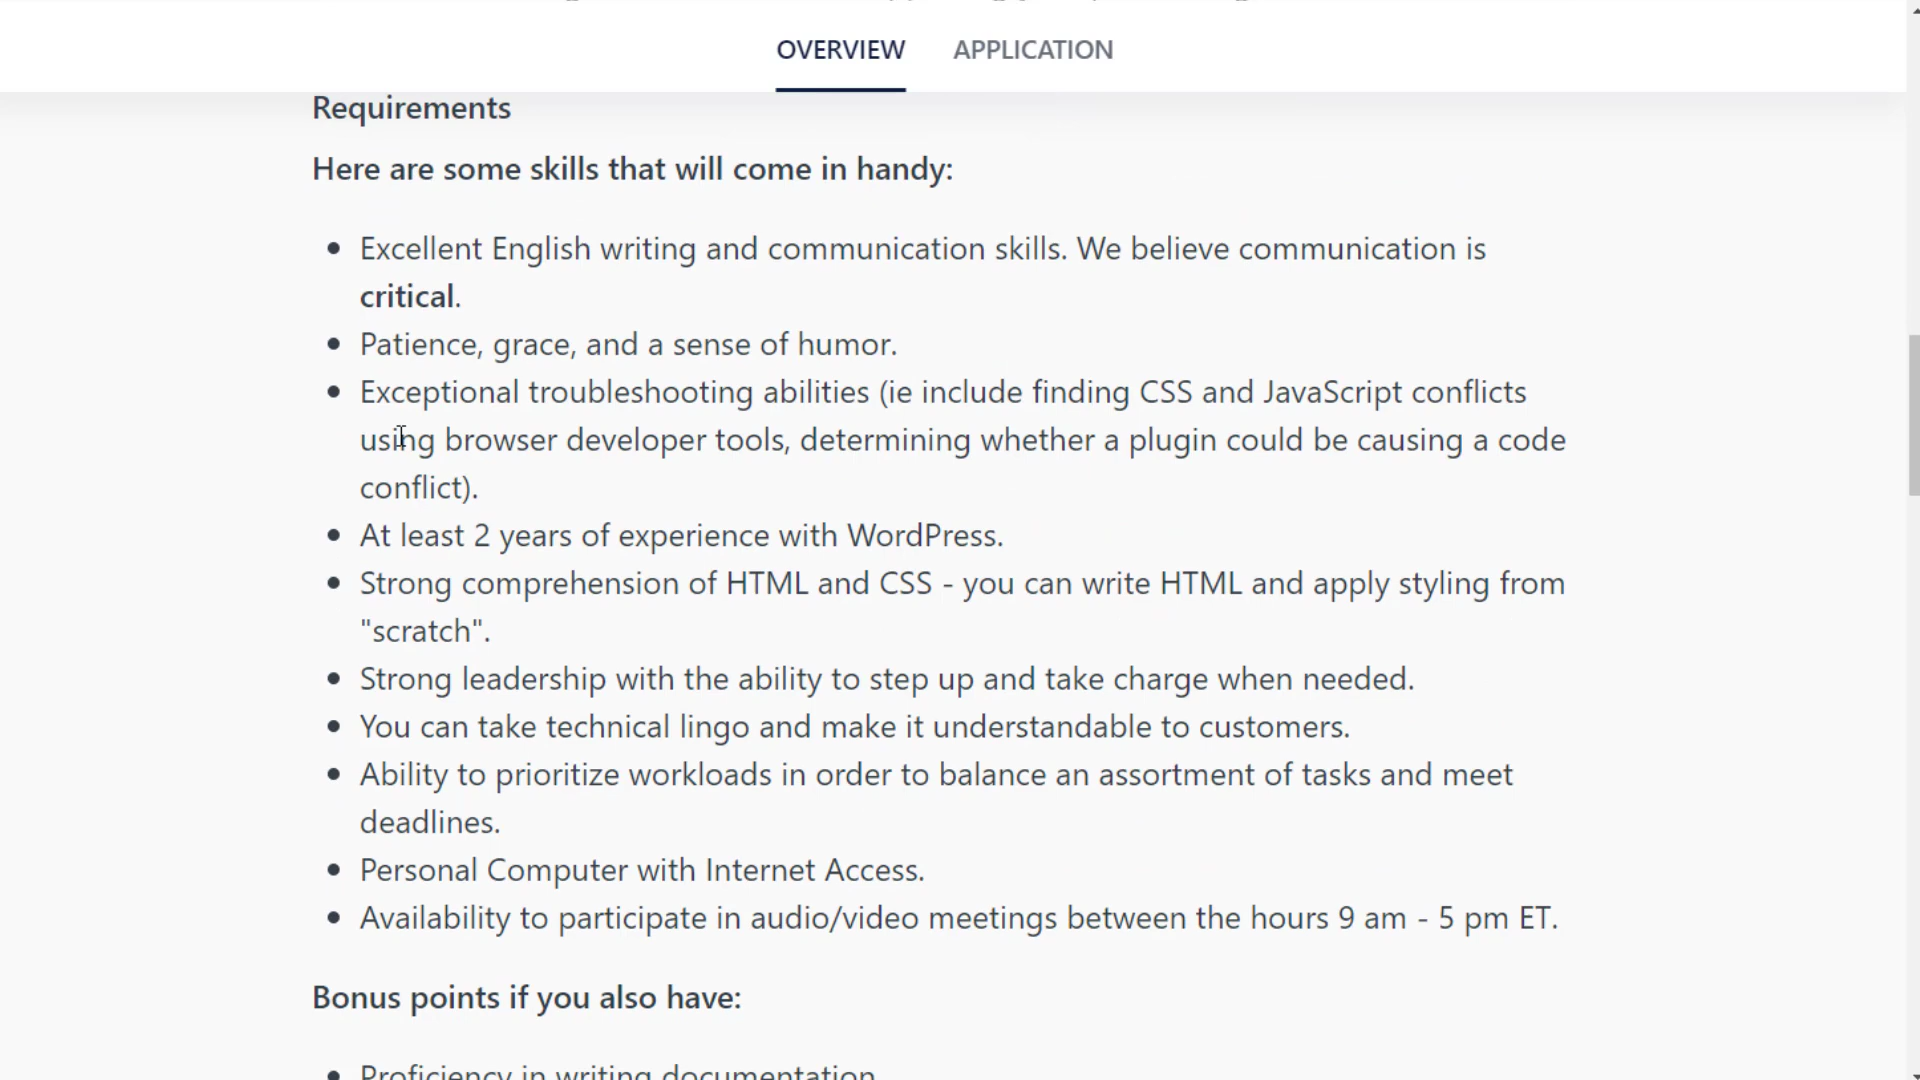 OVERVIEW APPLICATION
Requirements
Here are some skills that will come in handy:
Excellent English writing and communication skills. We believe communication is
critical.
Patience, grace, and a sense of humor.
Exceptional troubleshooting abilities (ie include finding CSS and JavaScript conflicts
using browser developer tools, determining whether a plugin could be causing a code
conflict).
At least 2 years of experience with WordPress.
Strong comprehension of HTML and CSS - you can write HTML and apply styling from
"scratch".
Strong leadership with the ability to step up and take charge when needed.
You can take technical lingo and make it understandable to customers.
Ability to prioritize workloads in order to balance an assortment of tasks and meet
deadlines.
Personal Computer with Internet Access.
Availability to participate in audio/video meetings between the hours 9 am - 5 pm ET.
Bonus points if you also have:
Proficiency in writing documentation